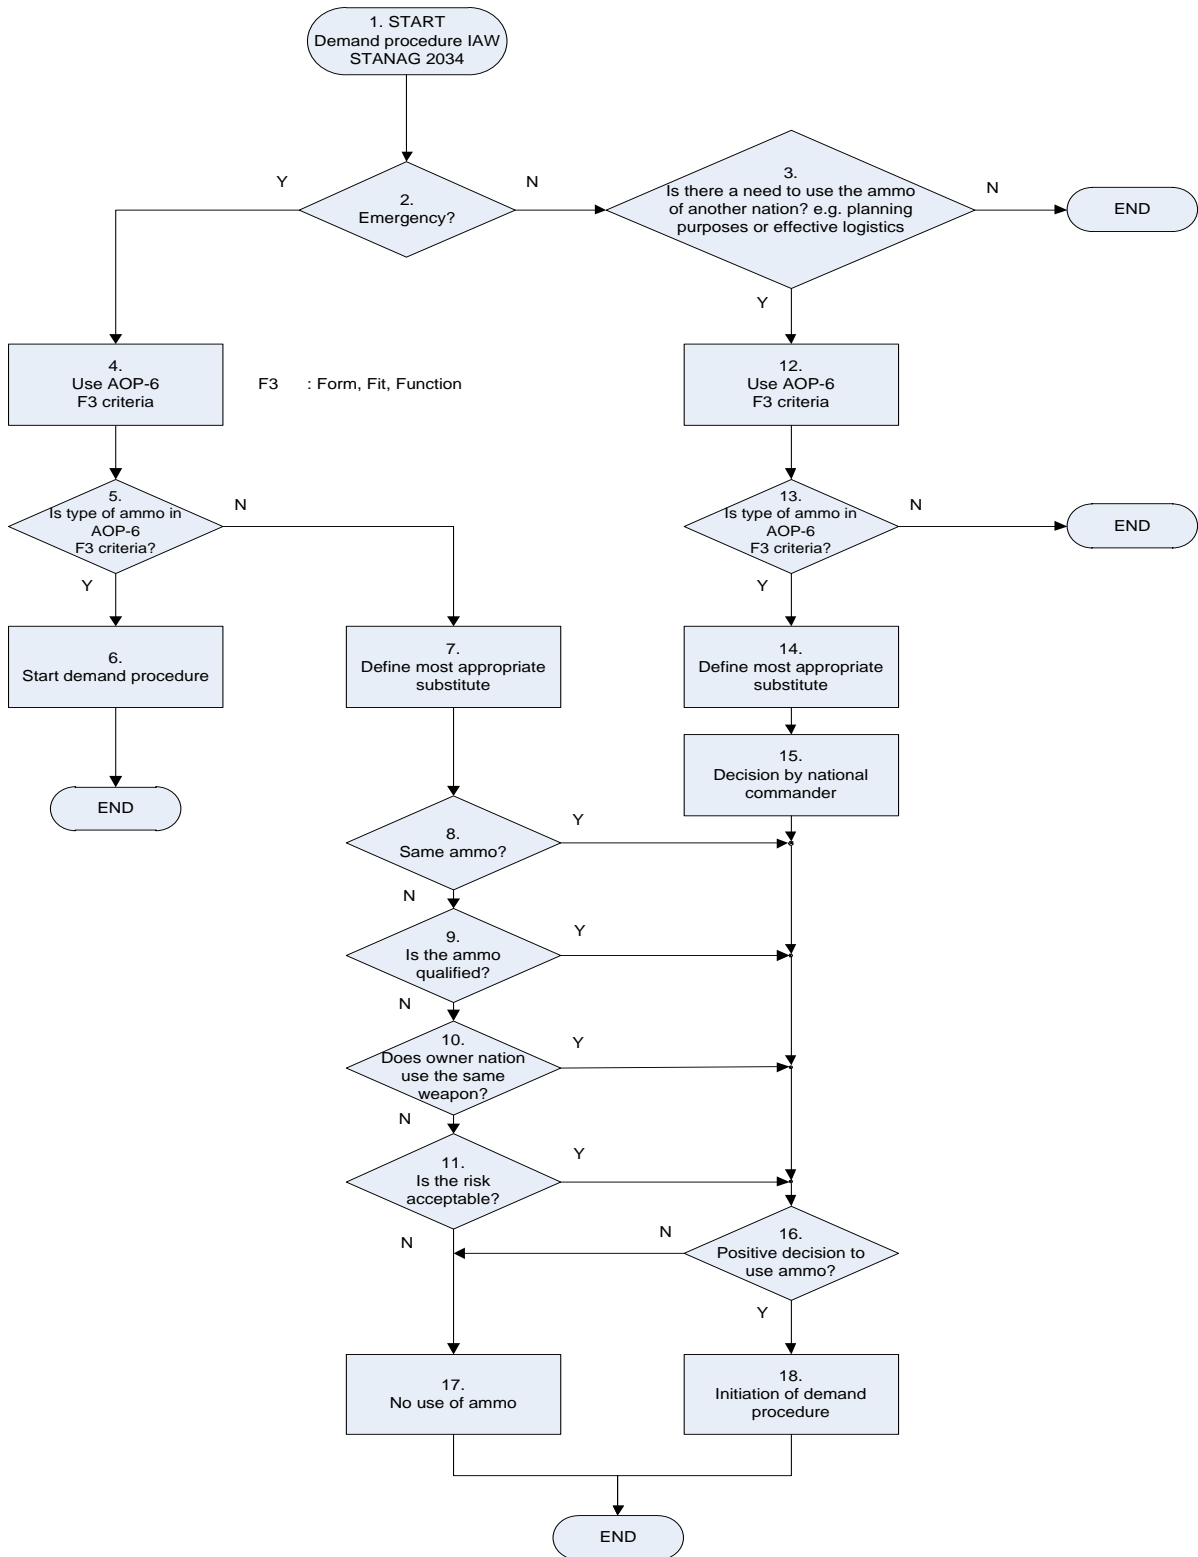 1. START
Demand procedure IAW
STANAG 2034
Y
N
2.
Emergency?
3.
Is there a need to use the ammo
of another nation? e.g. planning
purposes or effective logistics
N
END
Y
4.
Use AOP-6
F3 criteria
F3 : Form, Fit, Function
12.
Use AOP-6
F3 criteria
5.
Is type of ammo in
AOP-6
F3 criteria?
N
Y
13.
Is type of ammo in
AOP-6
F3 criteria?
N
END
Y
6.
Start demand procedure
7.
Define most appropriate
substitute
14.
Define most appropriate
substitute
END
15.
Decision by national
commander
8.
Same ammo?
Y
N
9.
Is the ammo
qualified?
Y
N
10.
Does owner nation
use the same
weapon?
Y
N
11.
Is the risk
acceptable?
Y
N
N
16.
Positive decision to
use ammo?
Y
17.
No use of ammo
18.
Initiation of demand
procedure
END